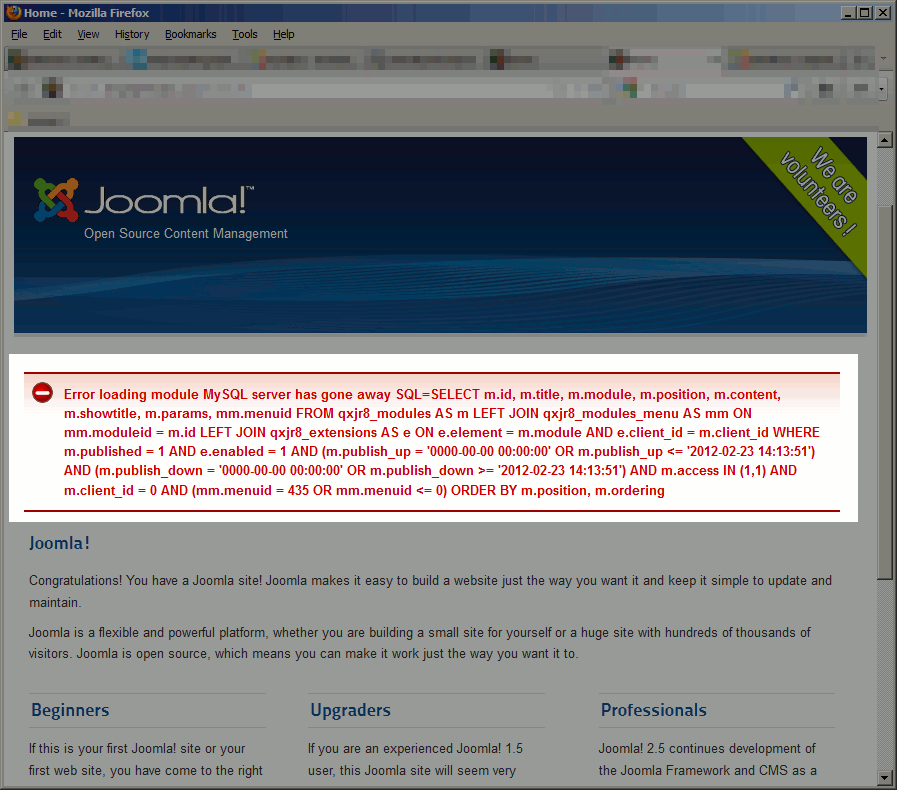 Home - Mozilla Firefox
File Edit View History Bookmarks Tools Help
Joomla!™
Open Source Content Management
We are
volunteers!
Error loading module MySQL server has gone away SQL=SELECT m.id, m.title, m.module, m.position, m.content,
m.showtitle, m.params, mm.menuid FROM qxjr8_modules AS m LEFT JOIN qxjr8_modules_menu AS mm ON
mm.moduleid = m.id LEFT JOIN qxjr8_extensions AS e ON e.element = m.module AND e.client_id = m.client_id WHERE
m.published = 1 AND e.enabled = 1 AND (m.publish_up = '0000-00-00 00:00:00' OR m.publish_up <= '2012-02-23 14:13:51')
AND (m.publish_down = '0000-00-00 00:00:00' OR m.publish_down >= '2012-02-23 14:13:51') AND m.access IN (1,1) AND
m.client_id = 0 AND (mm.menuid = 435 OR mm.menuid <= 0) ORDER BY m.position, m.ordering
Joomla!
Congratulations! You have a Joomla site! Joomla makes it easy to build a website just the way you want it and keep it simple to update and
maintain.
Joomla is a flexible and powerful platform, whether you are building a small site for yourself or a huge site with hundreds of thousands of
visitors. Joomla is open source, which means you can make it work just the way you want it to.
Beginners
If this is your first Joomla! site or your
first web site, you have come to the right
Upgraders
If you are an experienced Joomla! 1.5
user, this Joomla site will seem very
Professionals
Joomla! 2.5 continues development of
the Joomla Framework and CMS as a